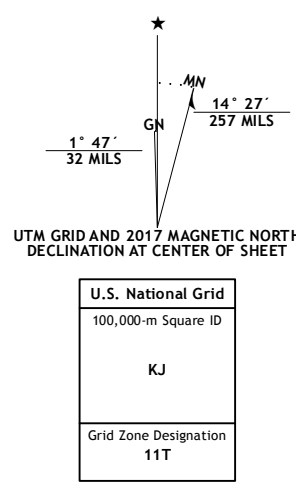 ★
MN
GN
14° 27´
257 MILS
1° 47´
32 MILS
UTM GRID AND 2017 MAGNETIC NORTH
DECLINATION AT CENTER OF SHEET
U.S. National Grid
100,000-m Square ID
KJ
Grid Zone Designation
11T